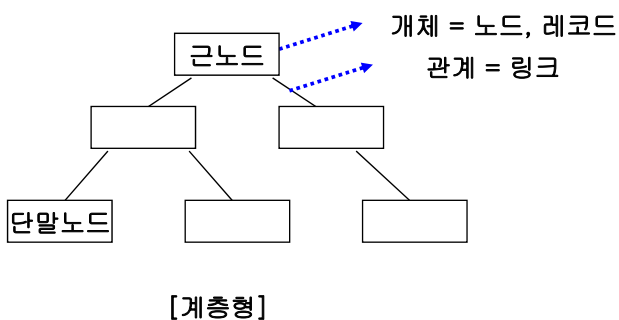 개체 = 노드, 레코드
근노드
관계 = 링크
단말노드
[계층형]